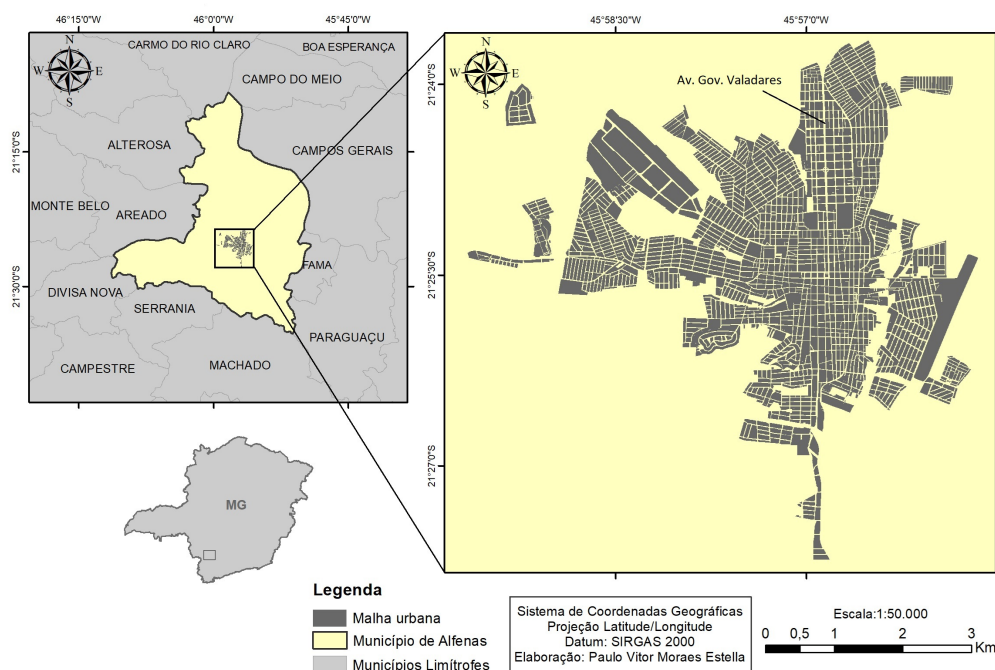 46°15'0"W
46°0'0"W
45°45'0"W
21°15'0"S
21°30'0"S
N
W
E
S
CARMO DO RIO CLARO
BOA ESPERANÇA
CAMPO DO MEIO
ALTEROSA
CAMPOS GERAIS
MONTE BELO
AREADO
FAMA
DIVISA NOVA
SERRANIA
PARAGUAÇU
CAMPESTRE
MACHADO
45°58'30"W
45°57'0"W
21°24'0"S
21°25'30"S
21°27'0"S
N
W
E
S
Av. Gov. Valadares
MG
Legenda
Malha urbana
Município de Alfenas
Municípios Limítrofes
Sistema de Coordenadas Geográficas
Projeção Latitude/Longitude
Datum: SIRGAS 2000
Elaboração: Paulo Vitor Moraes Estella
Escala:1:50.000
0 0,5 1 2 3
Km